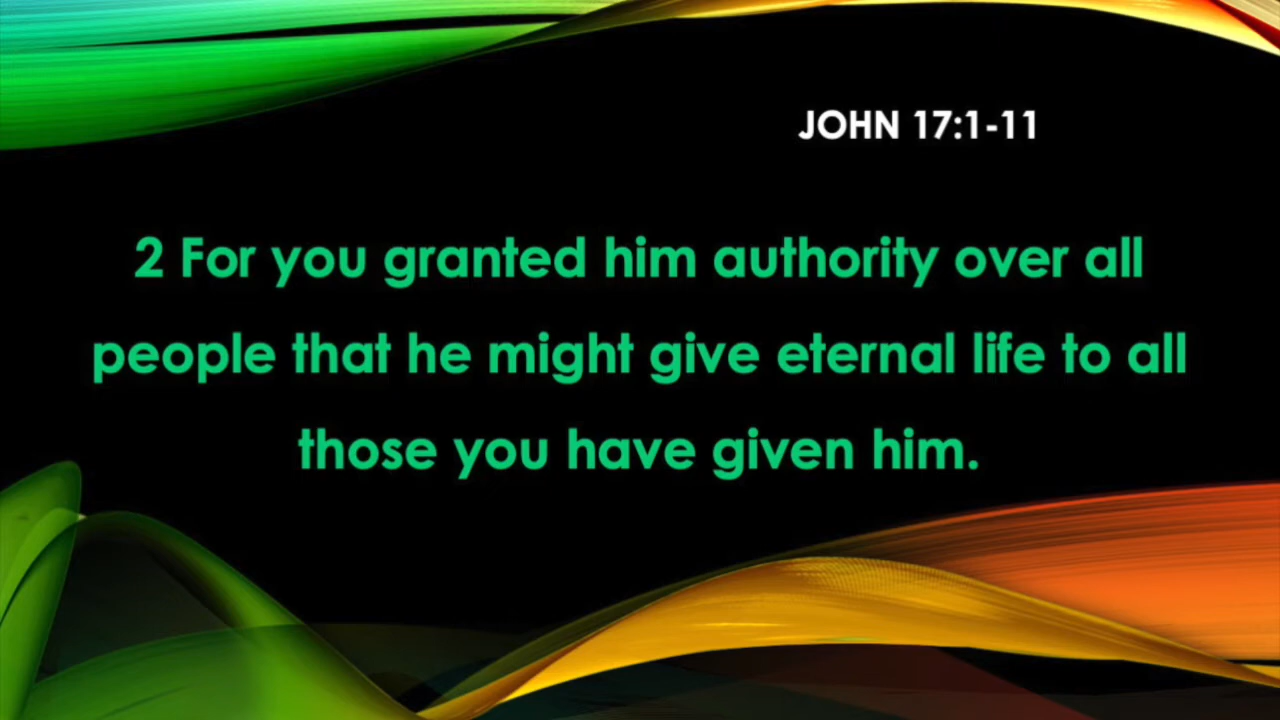 JOHN 17:1-11
2 For you granted him authority over all
people that he might give eternal life to all
those you have given him.